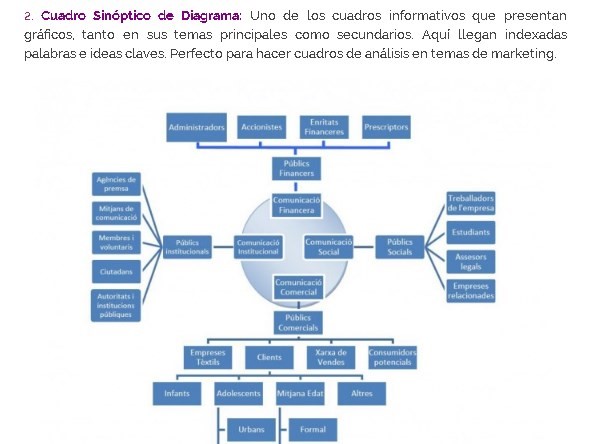 2. Cuadro Sinóptico de Diagrama: Uno de los cuadros informativos que presentan
gráficos, tanto en sus temas principales como secundarios. Aquí llegan indexadas
palabras e ideas claves. Perfecto para hacer cuadros de análisis en temas de marketing.
Administradors
Accionistes
Entitats
Financeres
Prescriptors
Públics
Financers
Comunicació
Financera
Agències de
premsa
Mitjans de
comunicació
Membres i
voluntaris
Ciutadans
Autoritats i
institucions
públiques
Públics
Institucionals
Comunicació
Institucional
Comunicació
Social
Públics
Socials
Treballadors
de l'empresa
Estudiants
Assesors
legals
Empreses
relacionades
Comunicació
Comercial
Públics
Comercials
Empreses
Tèxtils
Clients
Xarxa de
Vendes
Consumidors
potencials
Infants
Adolescents
Mitjana Edat
Altres
Urbans
Formal